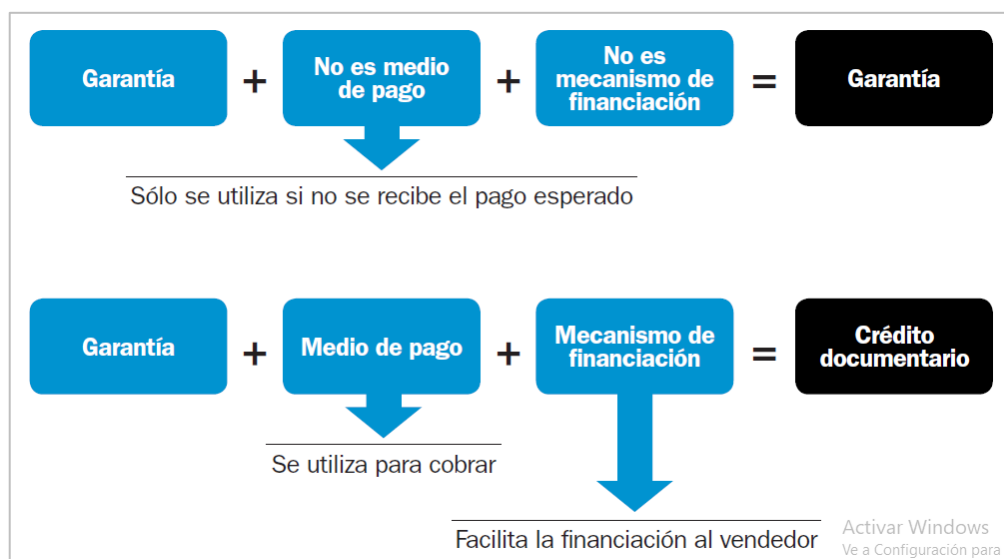 Garantía
+
No es medio
de pago
+
No es
mecanismo de
financiación
=
Garantía
Sólo se utiliza si no se recibe el pago esperado
Garantía
+
Medio de pago
+
Mecanismo de
financiación
=
Crédito
documentario
Se utiliza para cobrar
Facilita la financiación al vendedor
Activar Windows
Ve a Configuración para